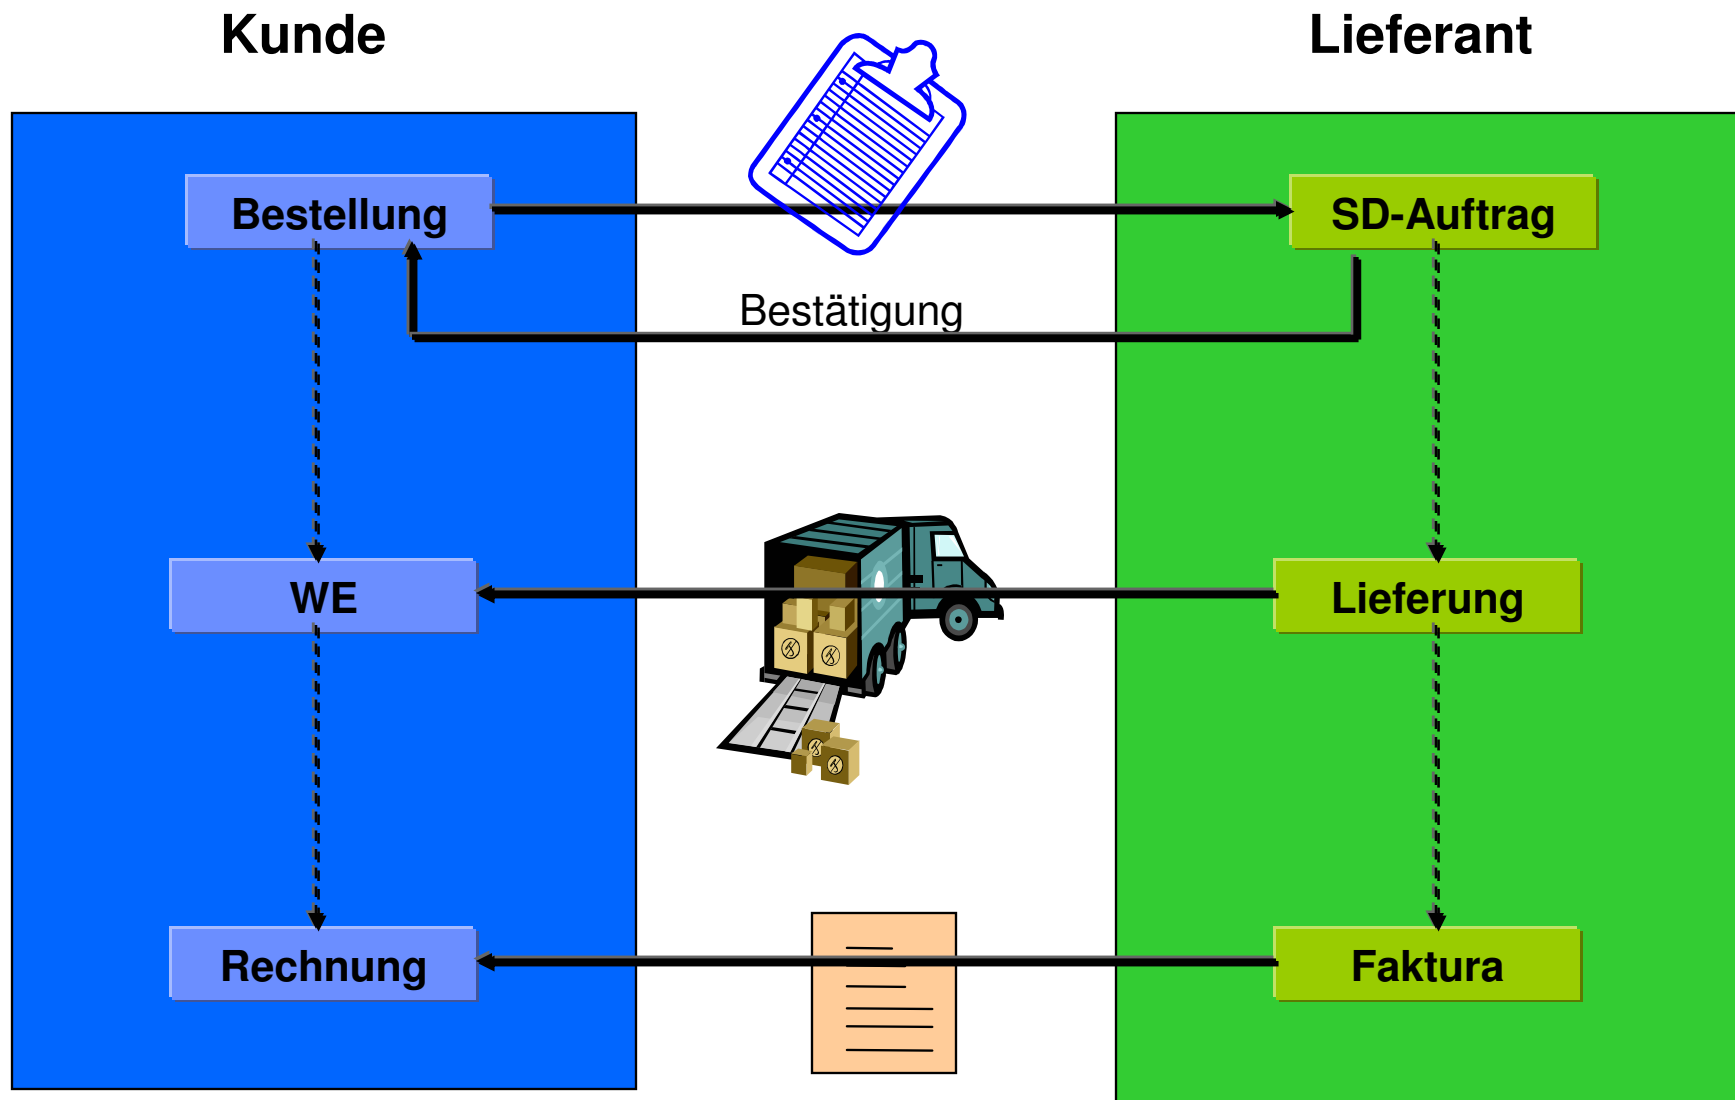 Kunde
Lieferant
Bestellung
SD-Auftrag
Bestätigung
WE
Lieferung
Rechnung
Faktura